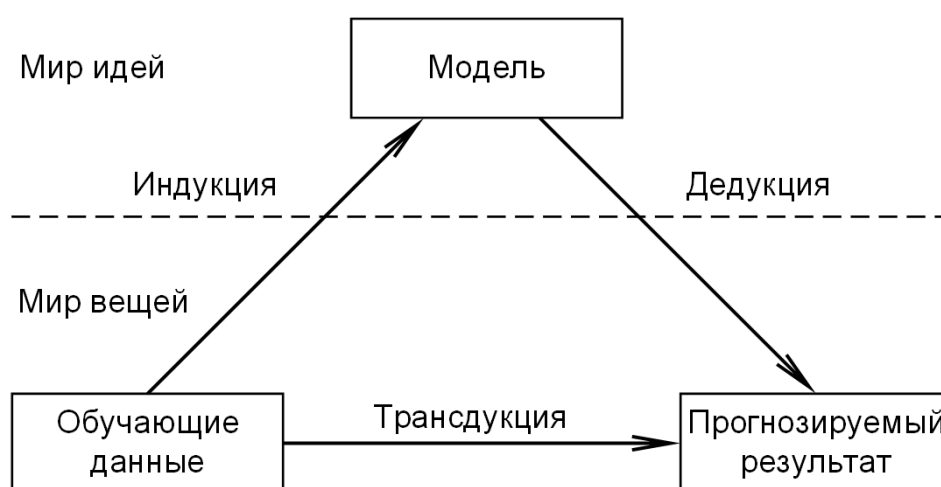 Мир идей
Модель
Индукция
Дедукция
Мир вещей
Обучающие
данные
Трансдукция
Прогнозируемый
результат